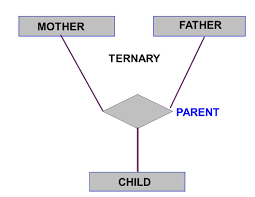 MOTHER
FATHER
TERNARY
PARENT
CHILD